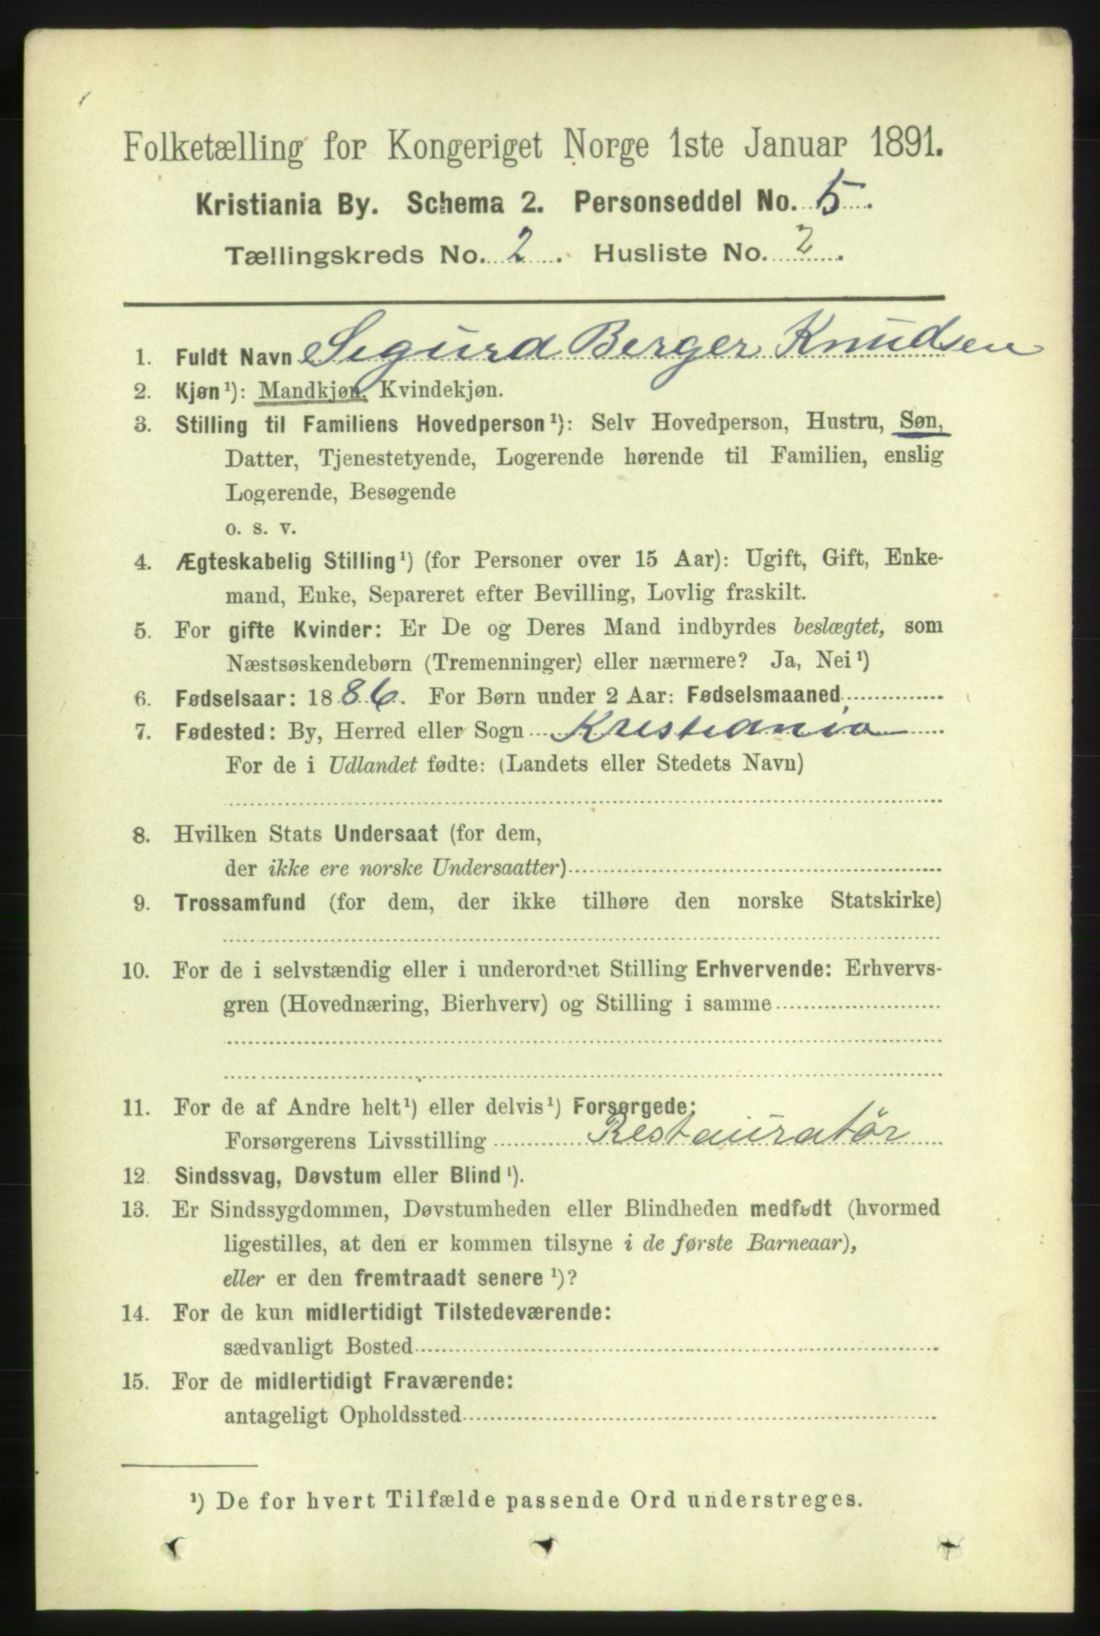 Folketælling for Kongeriget Norge 1ste Januar 1891.
Kristiania By. Schema 2. Personseddel No. 5.
Tællingskreds No. 2. Husliste No. 2.
1. Fuldt Navn Sigurd Berger Knudsen
2. Kjøn¹): Mandkjøn, Kvindekjøn.
3. Stilling til Familiens Hovedperson¹): Selv Hovedperson, Hustru, Søn,
Datter, Tjenestetyende, Logerende hørende til Familien, enslig
Logerende, Besøgende
o. s. v.
4. Ægteskabelig Stilling¹) (for Personer over 15 Aar): Ugift, Gift, Enke-
mand, Enke, Separeret efter Bevilling, Lovlig fraskilt.
5. For gifte Kvinder: Er De og Deres Mand indbyrdes beslægtet, som
Næstsøskendebørn (Tremenninger) eller nærmere? Ja, Nei¹)
6. Fødselsaar: 1886. For Børn under 2 Aar: Fødselsmaaned
7. Fødested: By, Herred eller Sogn Kristiania
For de i Udlandet fødte: (Landets eller Stedets Navn)
8. Hvilken Stats Undersaat (for dem,
der ikke ere norske Undersaatter)
9. Trossamfund (for dem, der ikke tilhøre den norske Statskirke)
10. For de i selvstændig eller i underordnet Stilling Erhvervende: Erhvervs-
gren (Hovednæring, Bierhverv) og Stilling i samme
11. For de af Andre helt¹) eller delvis¹) Forsørgede:
Forsørgerens Livsstilling Restauratør
12. Sindssvag, Døvstum eller Blind¹).
13. Er Sindssygdommen, Døvstumheden eller Blindheden medfødt (hvormed
ligestilles, at den er kommen tilsyne i de første Barneaar),
eller er den fremtraadt senere¹)?
14. For de kun midlertidigt Tilstedeværende:
sædvanligt Bosted
15. For de midlertidigt Fraværende:
antageligt Opholdssted
¹) De for hvert Tilfælde passende Ord understreges.